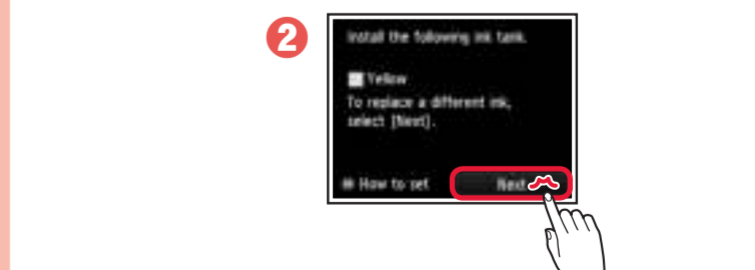 2
Install the following ink tank.
Yellow
To replace a different ink,
select [Next].
How to set
Next